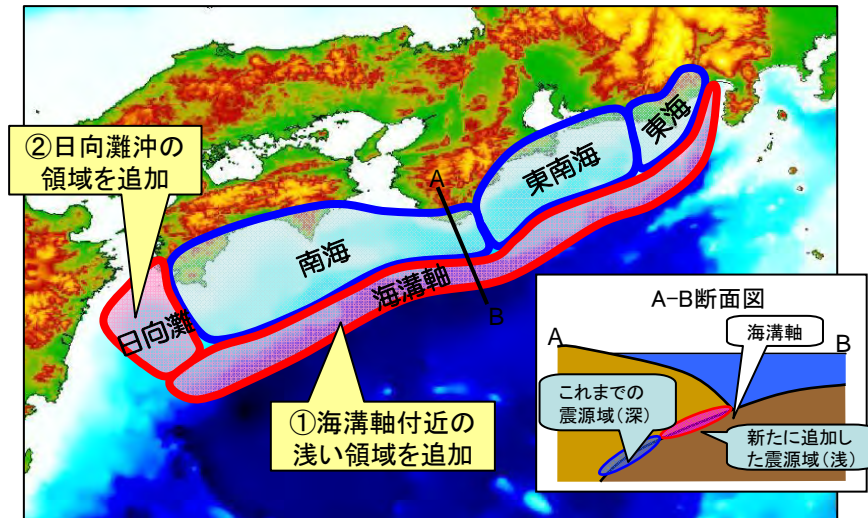 ②日向灘沖の
領域を追加
東海
東南海
A
南海
海溝軸
B
日向灘
①海溝軸付近の
浅い領域を追加
A-B断面図
海溝軸
A
B
これまでの
震源域(深)
新たに追加し
た震源域(浅)